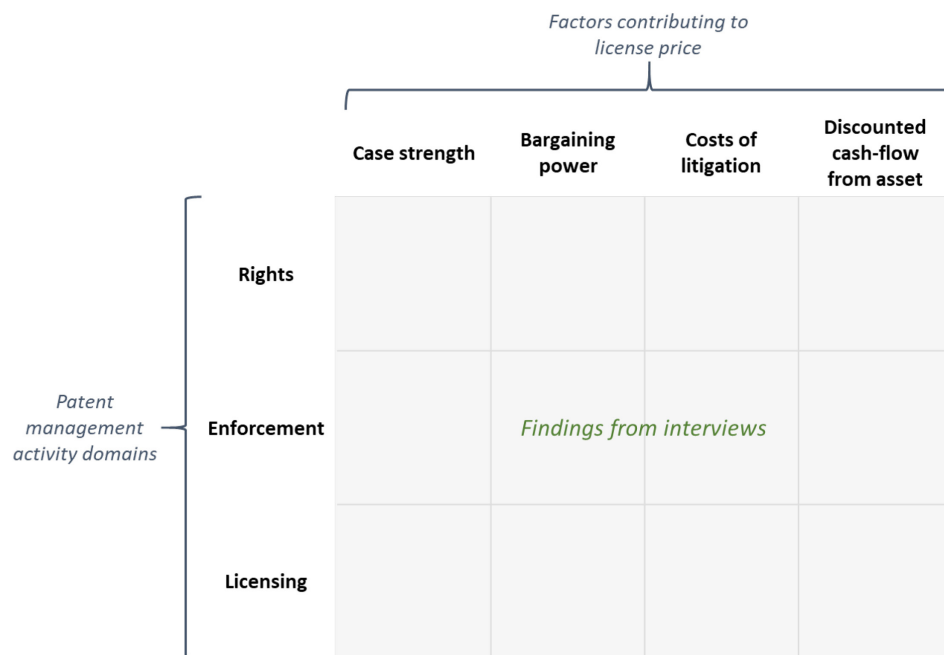 Factors contributing to
license price
Case strength
Bargaining
power
Costs of
litigation
Discounted
cash-flow
from asset
Rights
Patent
management
activity domains
Enforcement
Findings from interviews
Licensing